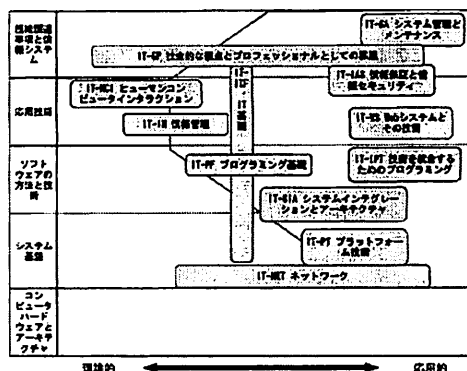 組織関連
事項と情
報システ
ム
応用技術
ソフト
ウェアの
方法と技
術
システム
基盤
コン
ピュータ
ハード
ウェアと
アーキテ
クチャ
IT-SA システム管理と
メンテナンス
IT-SP 社会的な観点とプロフェッショナルとしての課題
IT-IAS 情報保証と情
報セキュリティ
IT-HCI ヒューマンコン
ピュータインタラクション
IT-
ITF
IT
基礎
IT-IM 情報管理
IT-WS Webシステムと
その技術
IT-PF プログラミング基礎
IT-IPT 技術を統合する
ためのプログラミング
IT-SIA システムインテグレー
ションとアーキテクチャ
IT-PT プラットフォー
ム技術
IT-NET ネットワーク
理論的
応用的